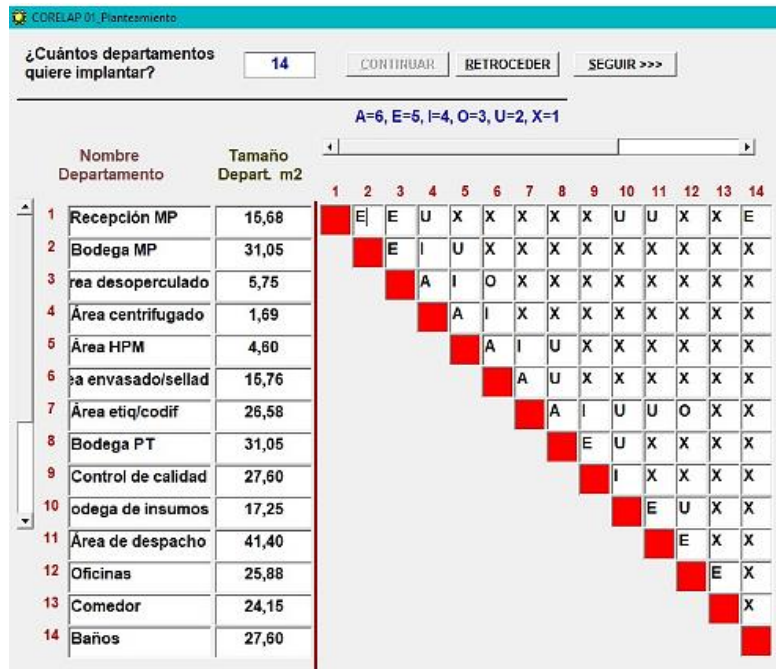 CORELAP 01_Planteamiento
¿Cuántos departamentos
quiere implantar?
14
CONTINUAR
RETROCEDER
SEGUIR >>>
A=6, E=5, I=4, O=3, U=2, X=1
Nombre
Departamento
Tamaño
Depart. m2
1 2 3 4 5 6 7 8 9 10 11 12 13 14
1 Recepción MP 15,68 E E U X X X X X U U X X E
2 Bodega MP 31,05 E I U X X X X X X X X X
3 rea desoperculado 5,75 A I O X X X X X X X X
4 Área centrifugado 1,69 A I X X X X X X X X
5 Área HPM 4,60 A I U X X X X X X
6 ea envasado/sellad 15,76 A U X X X X X X
7 Área etiq/codif 26,58 A I U U O X X
8 Bodega PT 31,05 E U X X X X
9 Control de calidad 27,60 I X X X X
10 odega de insumos 17,25 E U X X
11 Área de despacho 41,40 E X X
12 Oficinas 25,88 E X
13 Comedor 24,15 X
14 Baños 27,60